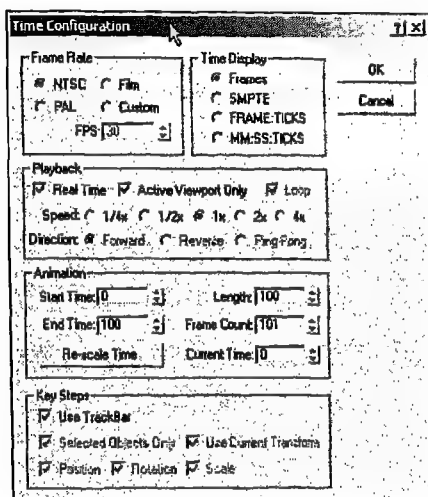 Time Configuration
Frame Rate
NTSC Film
PAL Custom
FPS: 30
Time Display
Frames
SMPTE
FRAME:TICKS
MM:SS:TICKS
OK
Cancel
Playback
Real Time Active Viewport Only Loop
Speed: 1/4x 1/2x 1x 2x 4x
Direction: Forward Reverse Ping-Pong
Animation
Start Time: 0 Length: 100
End Time: 100 Frame Count: 101
Re-scale Time Current Time: 0
Key Steps
Use TrackBar
Selected Objects Only Use Current Transform
Position Rotation Scale